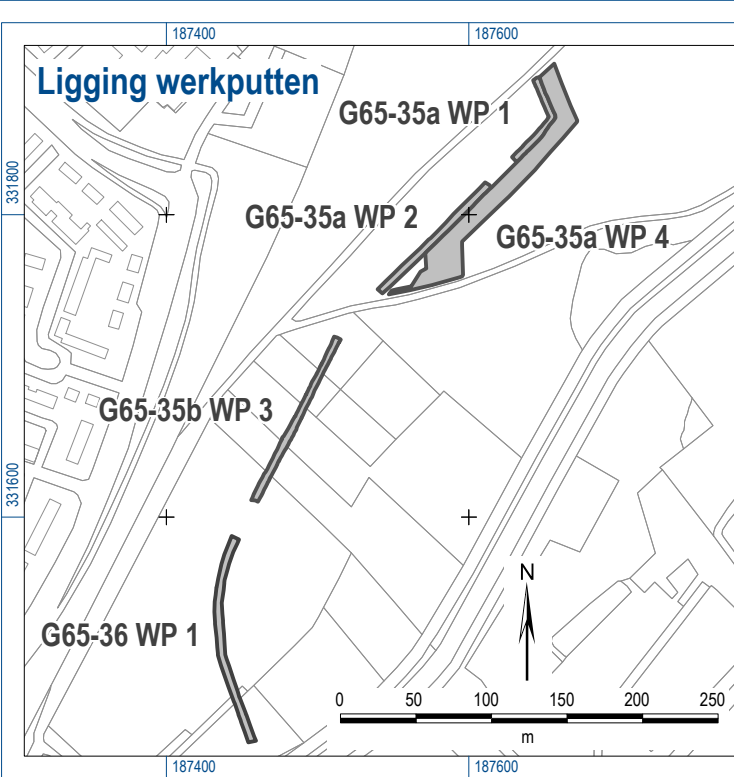 187400
187600
Ligging werkputten
G65-35a WP 1
331800
G65-35a WP 2
G65-35a WP 4
G65-35b WP 3
331600
N
G65-36 WP 1
0 50 100 150 200 250
m
187400
187600